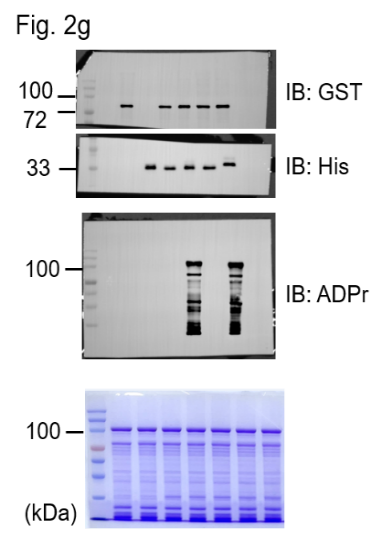 Fig. 2g
100
72
IB: GST
33
IB: His
100
IB: ADPr
100
(kDa)